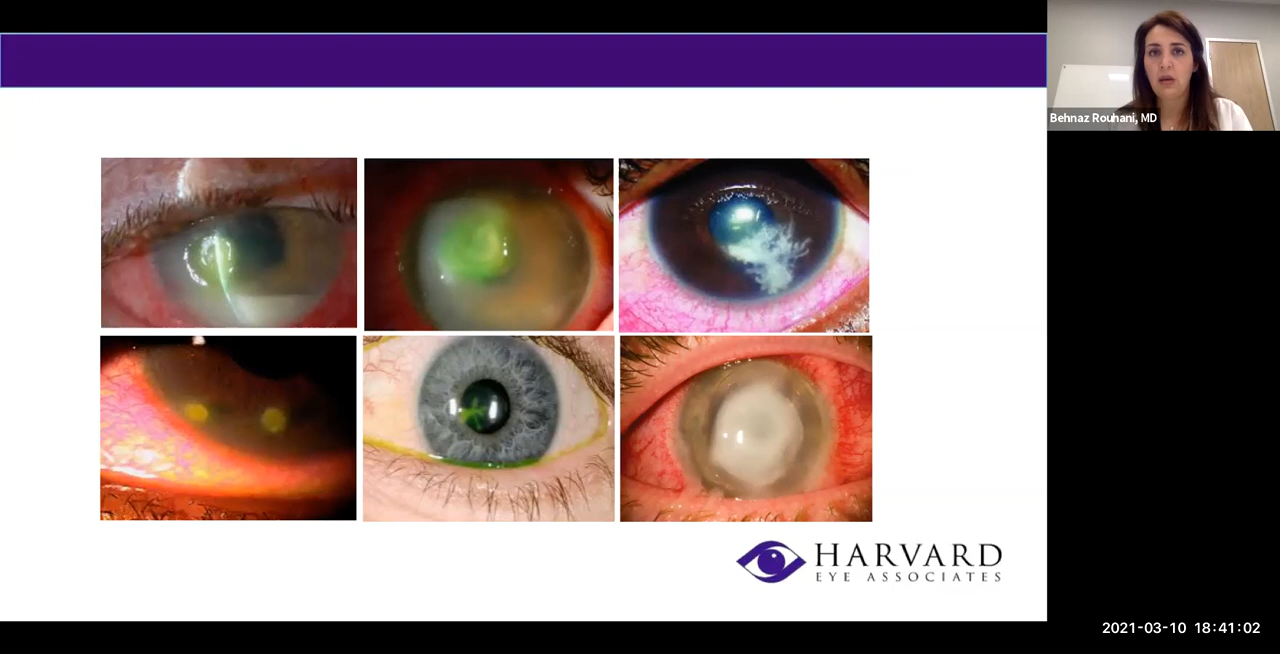 Behnaz Rouhani, MD
HARVARD
EYE ASSOCIATES
2021-03-10 18:41:02